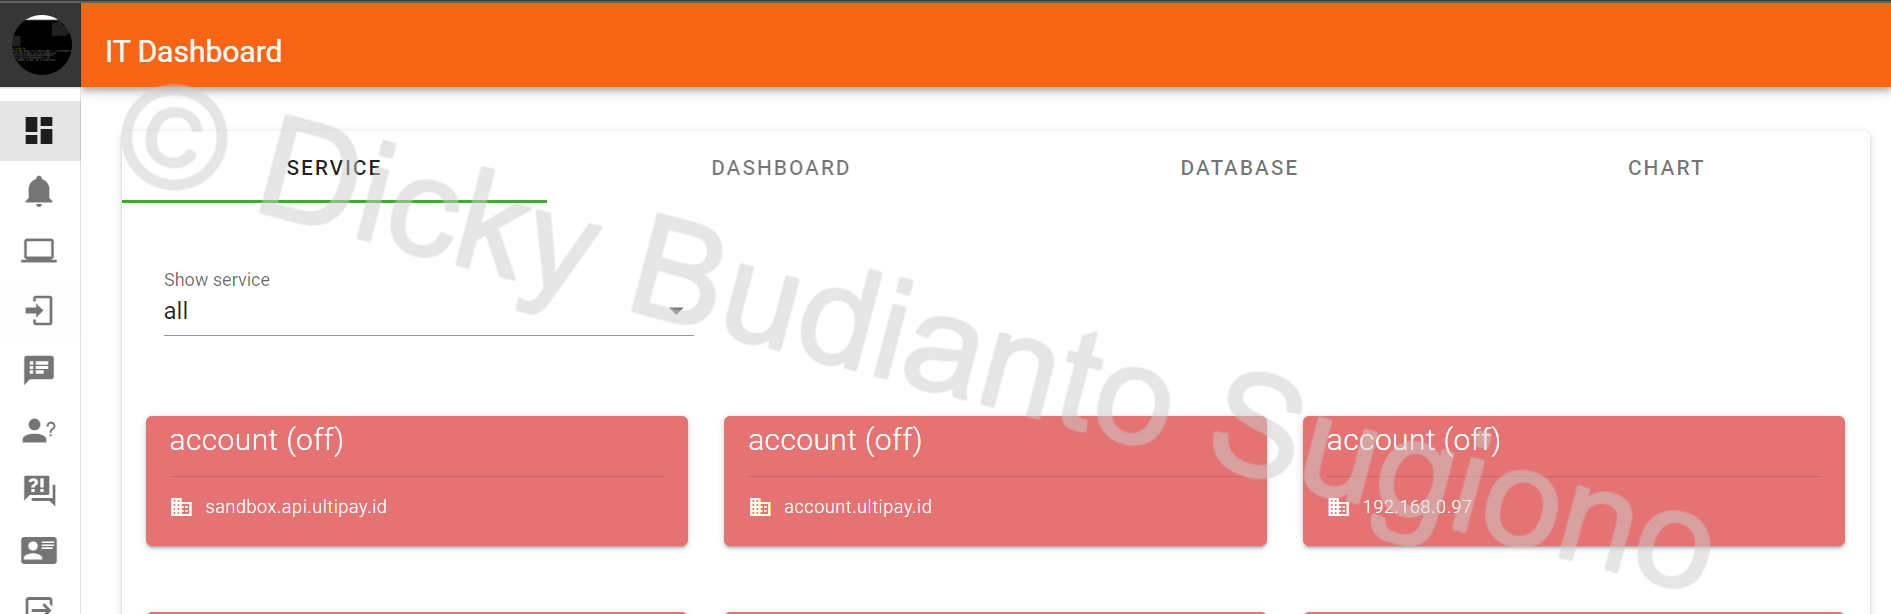 IT Dashboard
SERVICE
DASHBOARD
DATABASE
CHART
© Dicky Budianto Sugiono
Show service
all
account (off)
sandbox.api.ultipay.id
account (off)
account.ultipay.id
account (off)
192.168.0.97